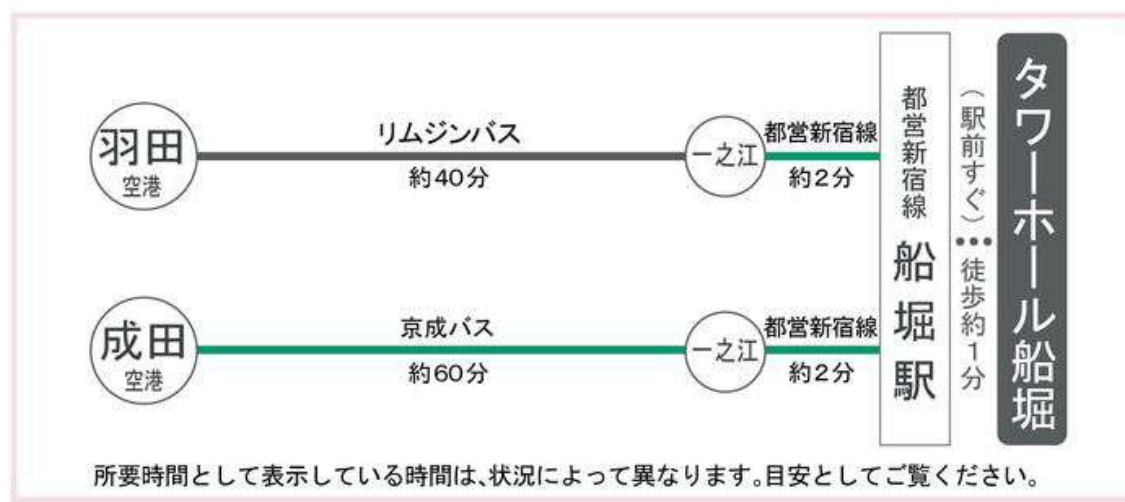 羽田
空港
リムジンバス
約40分
一之江
都営新宿線
約2分
成田
空港
京成バス
約60分
一之江
都営新宿線
約2分
都営新宿線 船堀駅
（駅前すぐ）•••徒歩約1分
タワーホール船堀
所要時間として表示している時間は、状況によって異なります。目安としてご覧ください。